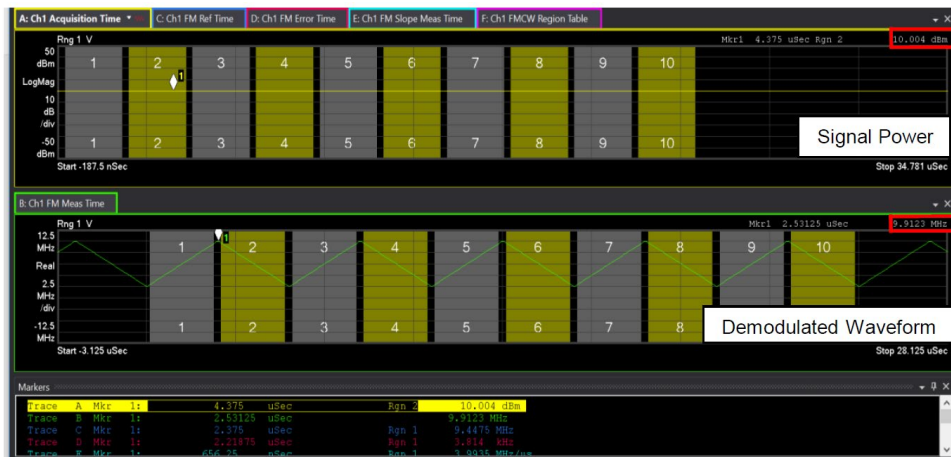 A: Ch1 Acquisition Time
C: Ch1 FM Ref Time
D: Ch1 FM Error Time
E: Ch1 FM Slope Meas Time
F: Ch1 FMCW Region Table
Rng 1 V
Mkr1 4.375 uSec Rgn 2 10.004 dBm
50
dBm
LogMag
10
dB
/div
-50
dBm
1 2 3 4 5 6 7 8 9 10
1
1 2 3 4 5 6 7 8 9 10
Signal Power
Start -187.5 nSec
Stop 34.781 uSec
B: Ch1 FM Meas Time
Rng 1 V
Mkr1 2.53125 uSec 9.9123 MHz
12.5
MHz
Real
2.5
MHz
/div
-12.5
MHz
1
1 2 3 4 5 6 7 8 9 10
1 2 3 4 5 6 7 8
Demodulated Waveform
Start -3.125 uSec
Stop 28.125 uSec
Markers
Trace A Mkr 1: 4.375 uSec Rgn 2 10.004 dBm
Trace B Mkr 1: 2.53125 uSec 9.9123 MHz
Trace C Mkr 1: 2.375 uSec Rgn 1 9.4475 MHz
Trace D Mkr 1: 2.21875 uSec Rgn 1 3.814 kHz
Trace E Mkr 1: 656.25 nSec Rgn 1 3.9935 MHz/us